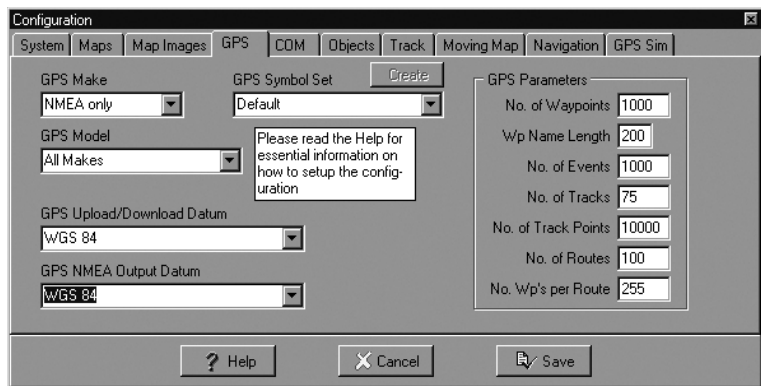 Configuration
System Maps Map Images GPS COM Objects Track Moving Map Navigation GPS Sim
GPS Make
NMEA only
GPS Symbol Set
Create
Default
GPS Model
All Makes
Please read the Help for
essential information on
how to setup the config-
uration
GPS Upload/Download Datum
WGS 84
GPS NMEA Output Datum
WGS 84
GPS Parameters
No. of Waypoints 1000
Wp Name Length 200
No. of Events 1000
No. of Tracks 75
No. of Track Points 10000
No. of Routes 100
No. Wp's per Route 255
? Help
Cancel
Save